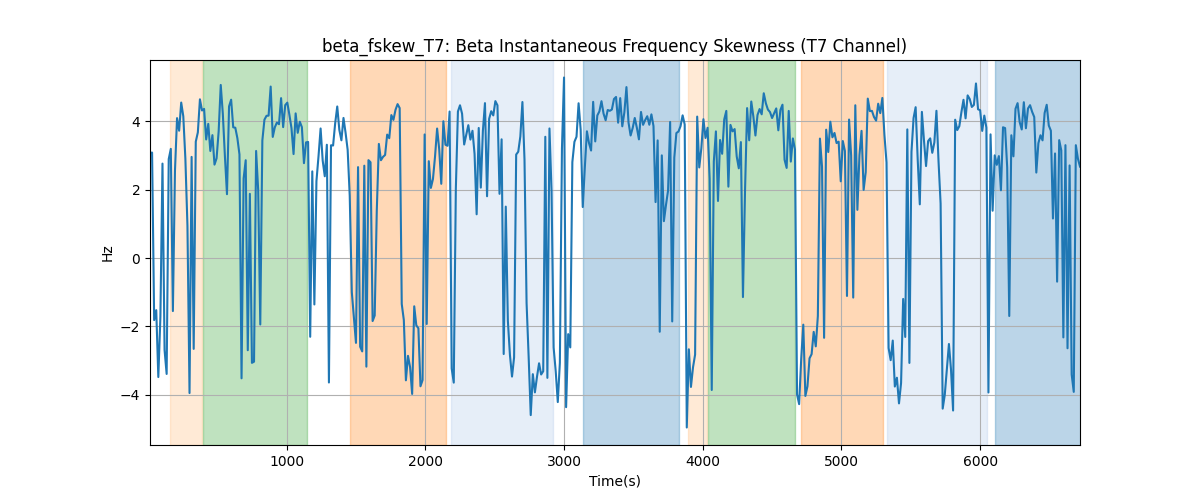 beta_fskew_T7: Beta Instantaneous Frequency Skewness (T7 Channel)
Hz
4
2
0
−2
−4
1000 2000 3000 4000 5000 6000
Time(s)